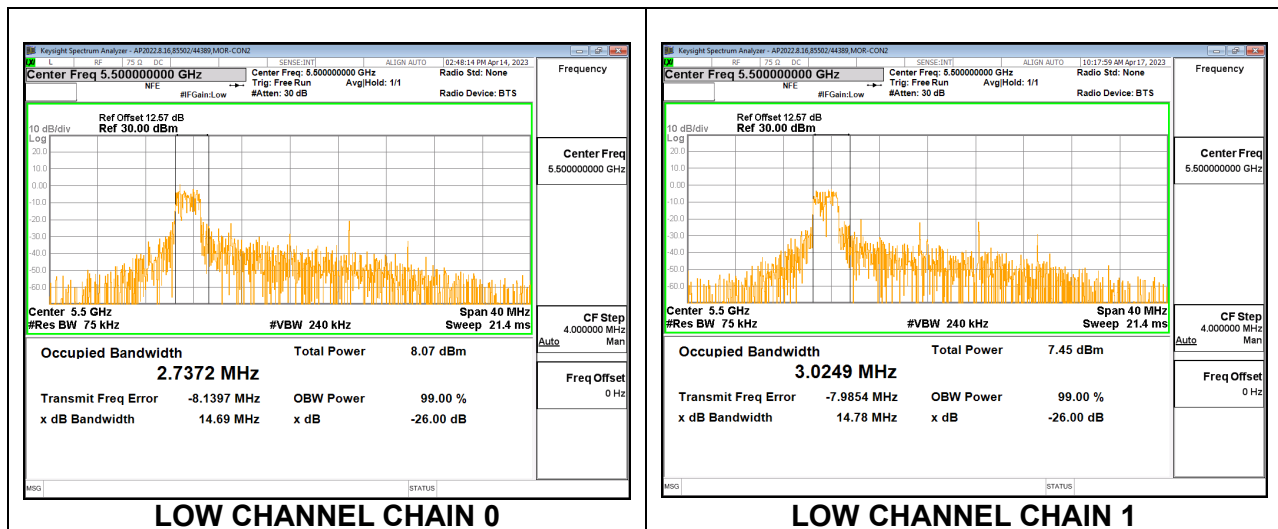 Keysight Spectrum Analyzer - AP2022.8.16,85502/44389,MOR-CON2
L RF 75 Ω DC SENSE:INT ALIGN AUTO 02:48:14 PM Apr 14, 2023
Center Freq 5.500000000 GHz Center Freq: 5.500000000 GHz Radio Std: None Frequency
NFE Trig: Free Run Avg|Hold: 1/1
#IFGain:Low #Atten: 30 dB Radio Device: BTS
Ref Offset 12.57 dB
10 dB/div Ref 30.00 dBm
Log
20.0
10.0
0.00
-10.0
-20.0
-30.0
-40.0
-50.0
-60.0
Center Freq
5.500000000 GHz
Center 5.5 GHz Span 40 MHz
#Res BW 75 kHz #VBW 240 kHz Sweep 21.4 ms
CF Step
4.000000 MHz
Auto Man
Occupied Bandwidth Total Power 8.07 dBm
2.7372 MHz
Transmit Freq Error -8.1397 MHz OBW Power 99.00 %
x dB Bandwidth 14.69 MHz x dB -26.00 dB
Freq Offset
0 Hz
MSG STATUS
LOW CHANNEL CHAIN 0
Keysight Spectrum Analyzer - AP2022.8.16,85502/44389,MOR-CON2
RF 75 Ω DC SENSE:INT ALIGN AUTO 10:17:59 AM Apr 17, 2023
Center Freq 5.500000000 GHz Center Freq: 5.500000000 GHz Radio Std: None Frequency
NFE Trig: Free Run Avg|Hold: 1/1
#IFGain:Low #Atten: 30 dB Radio Device: BTS
Ref Offset 12.57 dB
10 dB/div Ref 30.00 dBm
Log
20.0
10.0
0.00
-10.0
-20.0
-30.0
-40.0
-50.0
-60.0
Center Freq
5.500000000 GHz
Center 5.5 GHz Span 40 MHz
#Res BW 75 kHz #VBW 240 kHz Sweep 21.4 ms
CF Step
4.000000 MHz
Auto Man
Occupied Bandwidth Total Power 7.45 dBm
3.0249 MHz
Transmit Freq Error -7.9854 MHz OBW Power 99.00 %
x dB Bandwidth 14.78 MHz x dB -26.00 dB
Freq Offset
0 Hz
MSG STATUS
LOW CHANNEL CHAIN 1